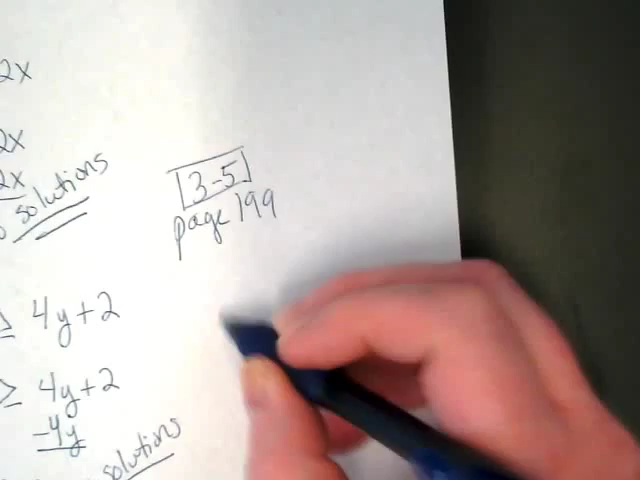 2x
2x
2x
solutions
3-5
page 199
≥ 4y+2
≥ 4y+2
-4y
solutions